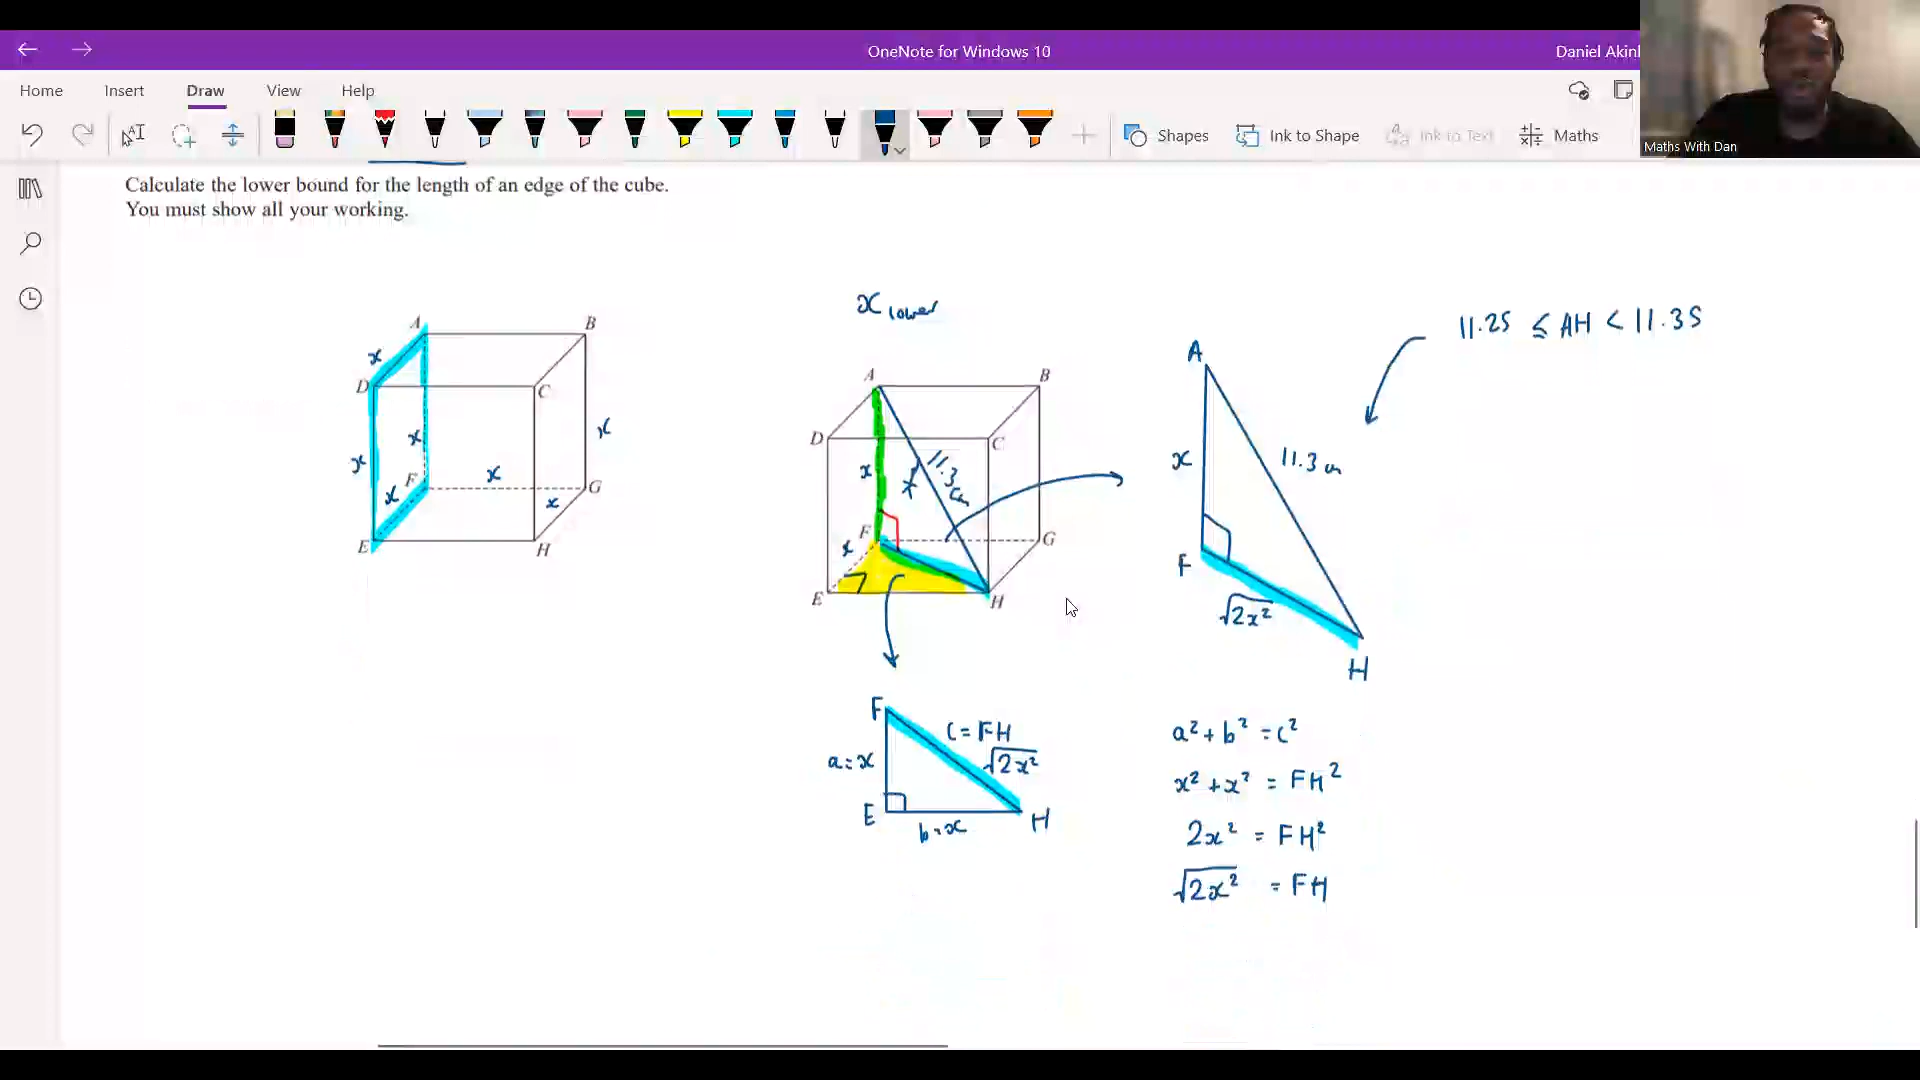 OneNote for Windows 10
Daniel Akinl
Home Insert Draw View Help
Shapes Ink to Shape Ink to Text Maths
Maths With Dan
Calculate the lower bound for the length of an edge of the cube.
You must show all your working.
x lower
11.25 ≤ AH < 11.35
A B
x
D C
x x x
x F x G
x
E H
A B
D C
x 11.3 cm
x F G
E H
A
x 11.3 cm
F
√2x²
H
F
c = FH
a = x √2x²
E H
b = x
a² + b² = c²
x² + x² = FH²
2x² = FH²
√2x² = FH